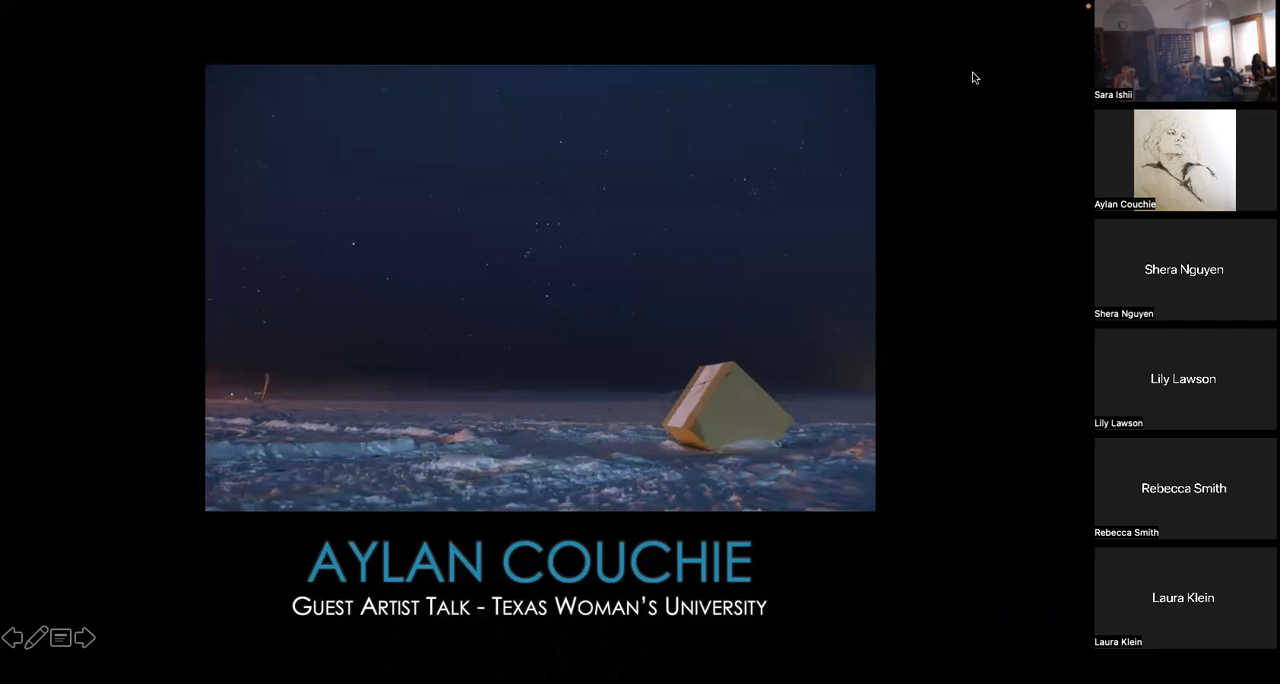 AYLAN COUCHIE
GUEST ARTIST TALK - TEXAS WOMAN'S UNIVERSITY
Sara Ishii
Aylan Couchie
Shera Nguyen
Shera Nguyen
Lily Lawson
Lily Lawson
Rebecca Smith
Rebecca Smith
Laura Klein
Laura Klein